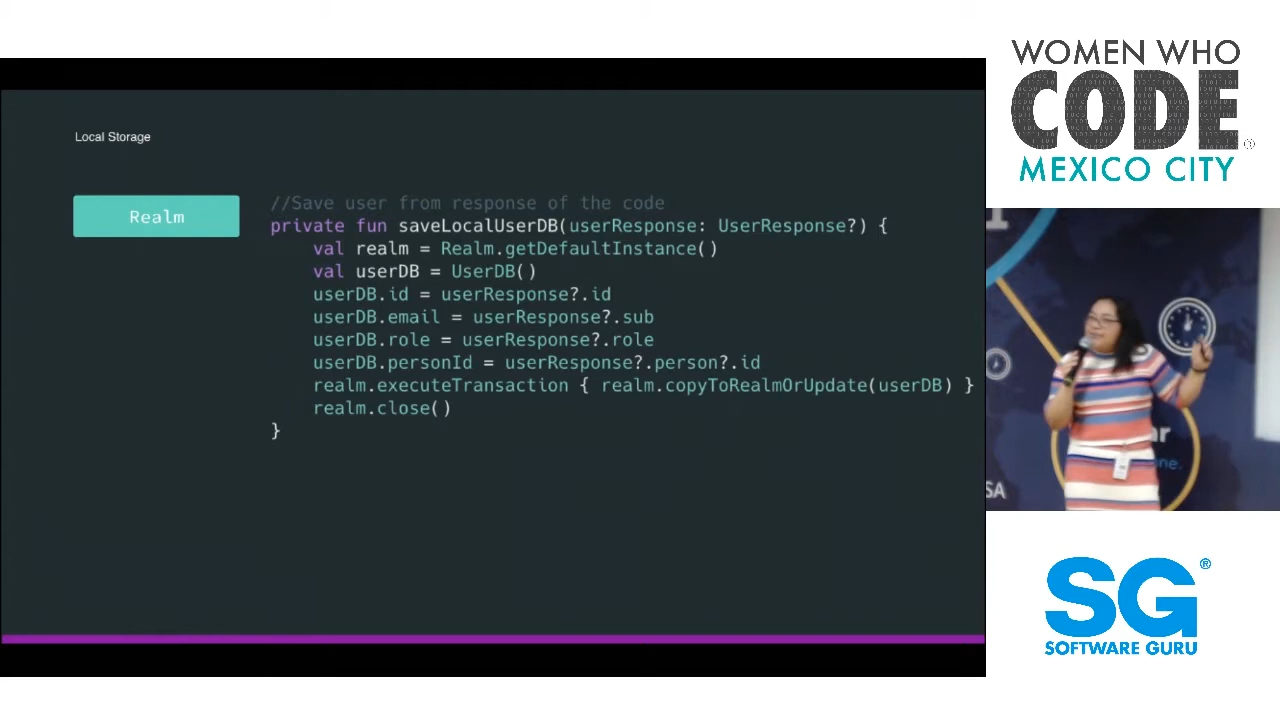 Local Storage
Realm
//Save user from response of the code
private fun saveLocalUserDB(userResponse: UserResponse?) {
    val realm = Realm.getDefaultInstance()
    val userDB = UserDB()
    userDB.id = userResponse?.id
    userDB.email = userResponse?.sub
    userDB.role = userResponse?.role
    userDB.personId = userResponse?.person?.id
    realm.executeTransaction { realm.copyToRealmOrUpdate(userDB) }
    realm.close()
}
WOMEN WHO
CODE
®
MEXICO CITY
SG®
SOFTWARE GURU